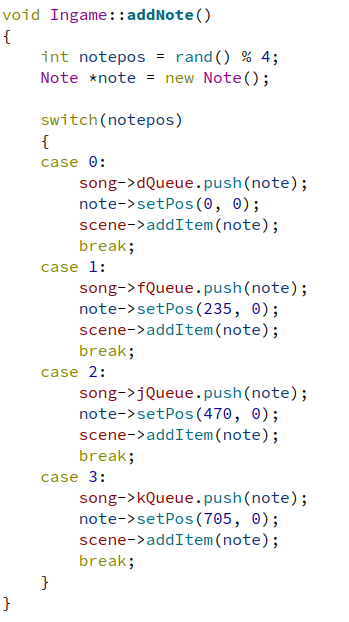 void Ingame::addNote()
{
    int notepos = rand() % 4;
    Note *note = new Note();

    switch(notepos)
    {
    case 0:
        song->dQueue.push(note);
        note->setPos(0, 0);
        scene->addItem(note);
        break;
    case 1:
        song->fQueue.push(note);
        note->setPos(235, 0);
        scene->addItem(note);
        break;
    case 2:
        song->jQueue.push(note);
        note->setPos(470, 0);
        scene->addItem(note);
        break;
    case 3:
        song->kQueue.push(note);
        note->setPos(705, 0);
        scene->addItem(note);
        break;
    }
}